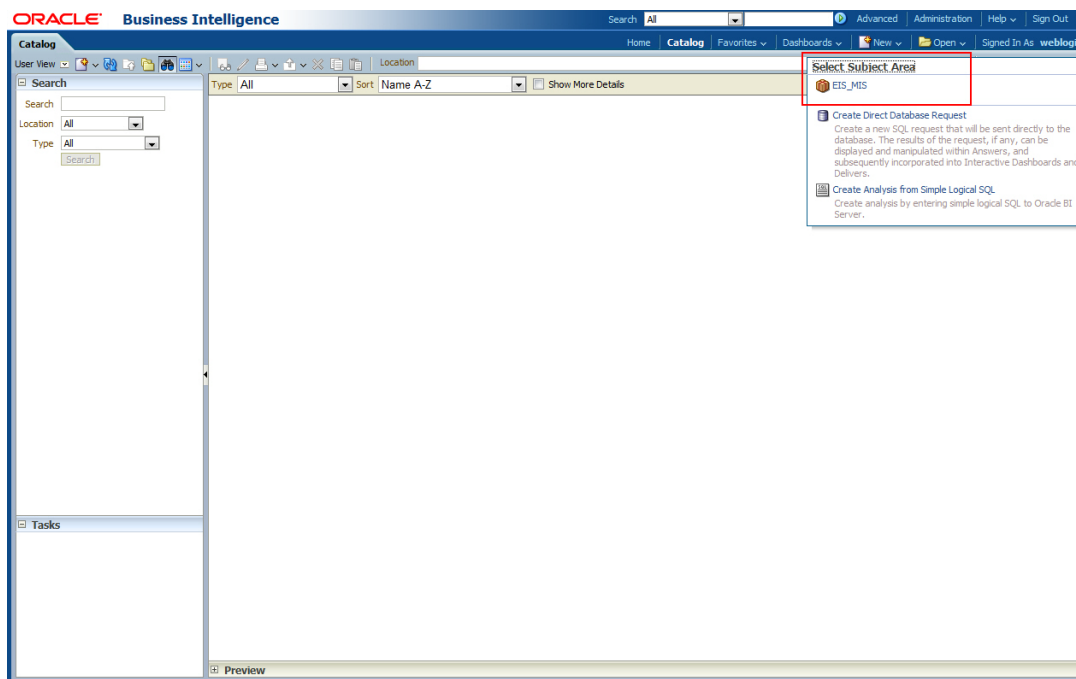 ORACLE Business Intelligence
Search All Advanced Administration Help Sign Out
Catalog
Home Catalog Favorites Dashboards New Open Signed In As weblogi
User View
Location
Search
Type All Sort Name A-Z Show More Details
Search
Location All
Type All
Search
Select Subject Area
EIS_MIS
Create Direct Database Request
Create a new SQL request that will be sent directly to the
database. The results of the request, if any, can be
displayed and manipulated within Answers, and
subsequently incorporated into Interactive Dashboards and
Delivers.
Create Analysis from Simple Logical SQL
Create analysis by entering simple logical SQL to Oracle BI
Server.
Tasks
Preview